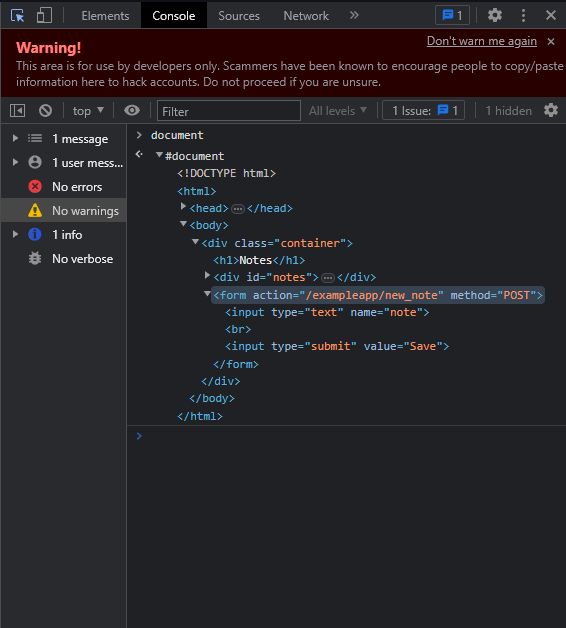 Elements Console Sources Network » 1
Warning! Don't warn me again ×
This area is for use by developers only. Scammers have been known to encourage people to copy/paste
information here to hack accounts. Do not proceed if you are unsure.
top Filter All levels 1 Issue: 1 1 hidden
1 message
1 user mess...
No errors
No warnings
1 info
No verbose
document
#document
<!DOCTYPE html>
<html>
<head>…</head>
<body>
<div class="container">
<h1>Notes</h1>
<div id="notes">…</div>
<form action="/exampleapp/new_note" method="POST">
<input type="text" name="note">
<br>
<input type="submit" value="Save">
</form>
</div>
</body>
</html>